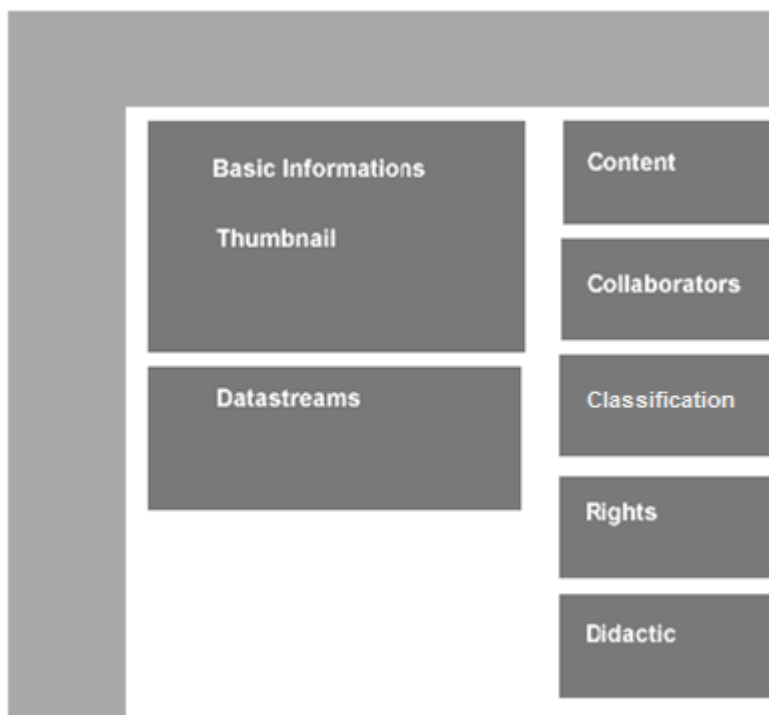 Basic Informations
Thumbnail
Datastreams
Content
Collaborators
Classification
Rights
Didactic